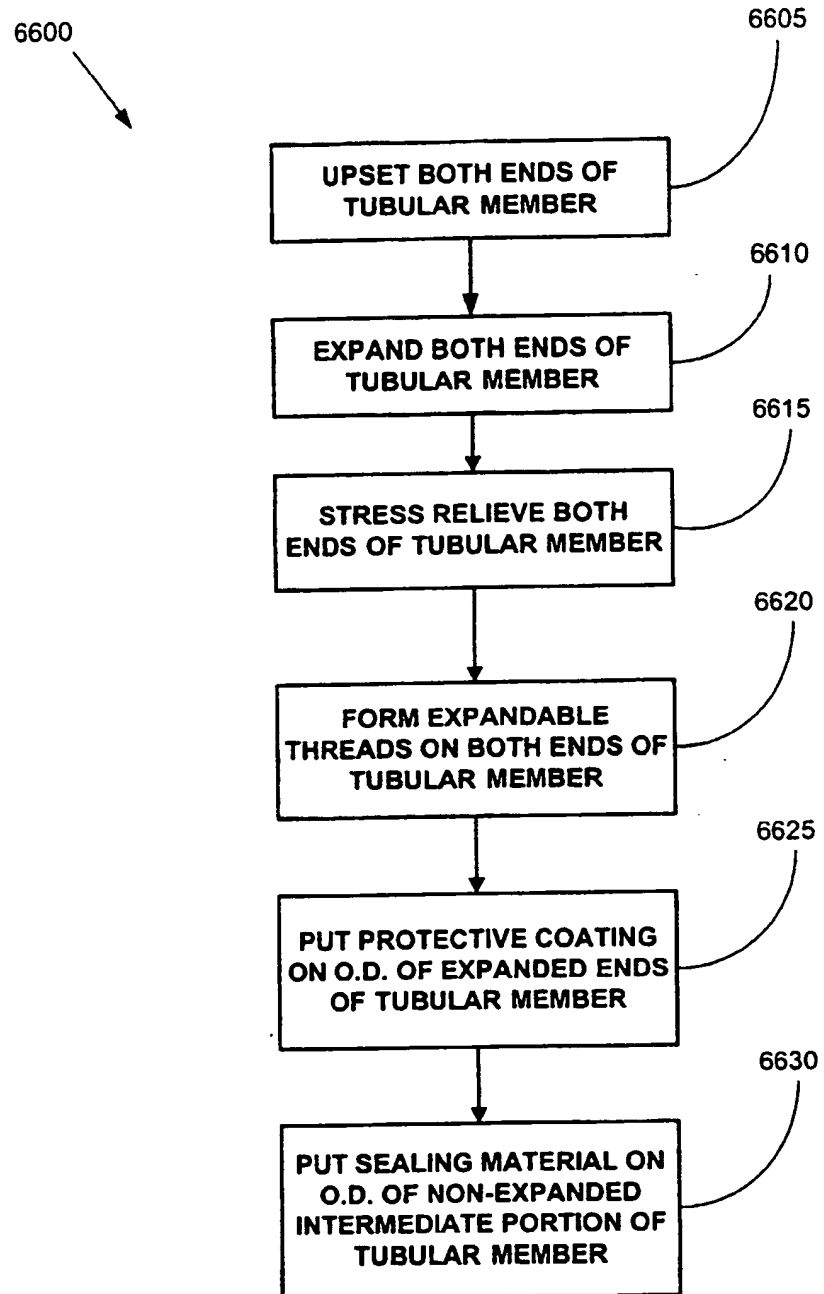 6600
6605
UPSET BOTH ENDS OF
TUBULAR MEMBER
6610
EXPAND BOTH ENDS OF
TUBULAR MEMBER
6615
STRESS RELIEVE BOTH
ENDS OF TUBULAR MEMBER
6620
FORM EXPANDABLE
THREADS ON BOTH ENDS OF
TUBULAR MEMBER
6625
PUT PROTECTIVE COATING
ON O.D. OF EXPANDED ENDS
OF TUBULAR MEMBER
6630
PUT SEALING MATERIAL ON
O.D. OF NON-EXPANDED
INTERMEDIATE PORTION OF
TUBULAR MEMBER